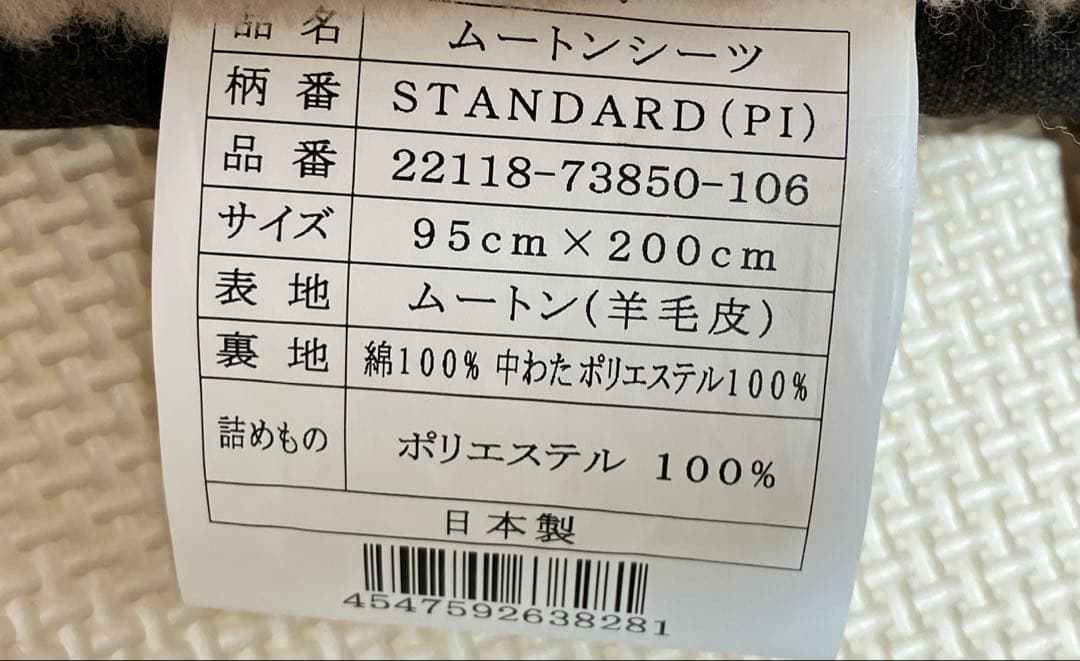 品名 ムートンシーツ
柄番 STANDARD(PI)
品番 22118-73850-106
サイズ 95cm×200cm
表地 ムートン(羊毛皮)
裏地 綿100% 中わたポリエステル100%
詰めもの ポリエステル 100%
日本製
4547592638281